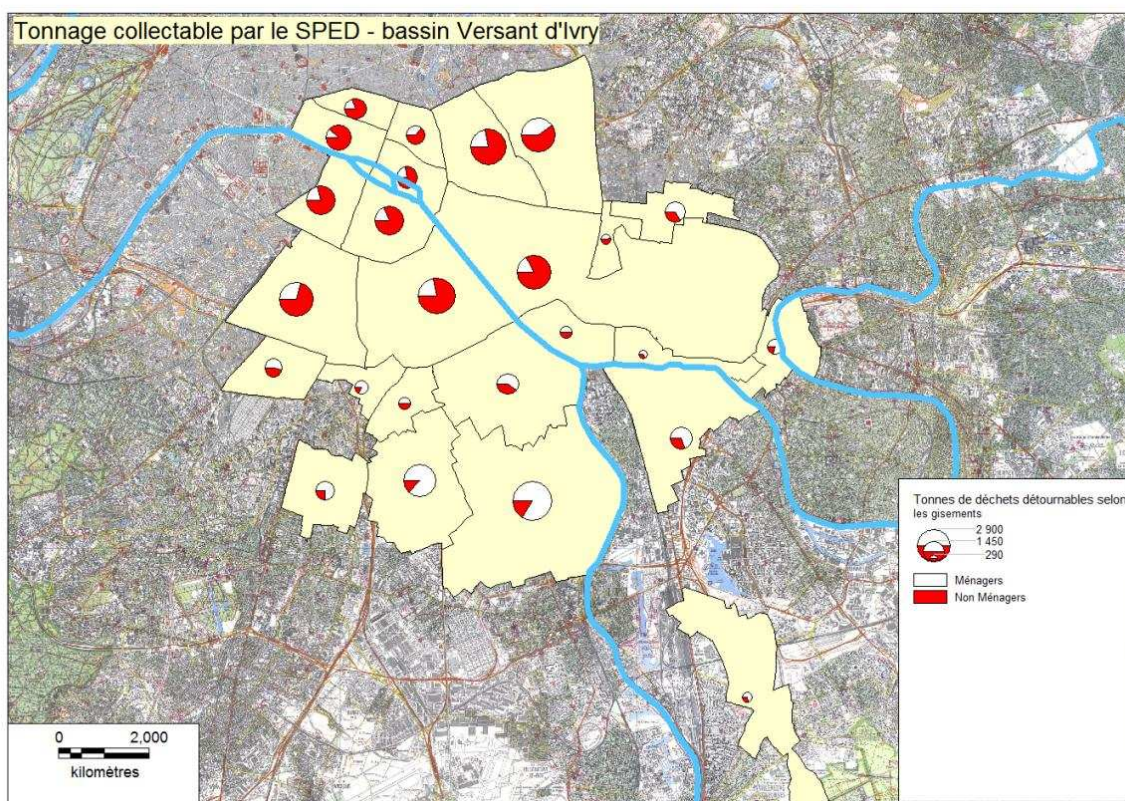 Tonnage collectable par le SPED - bassin Versant d'Ivry
Tonnes de déchets détournables selon
les gisements
2 900
1 450
290
Ménagers
Non Ménagers
0 2,000
kilomètres